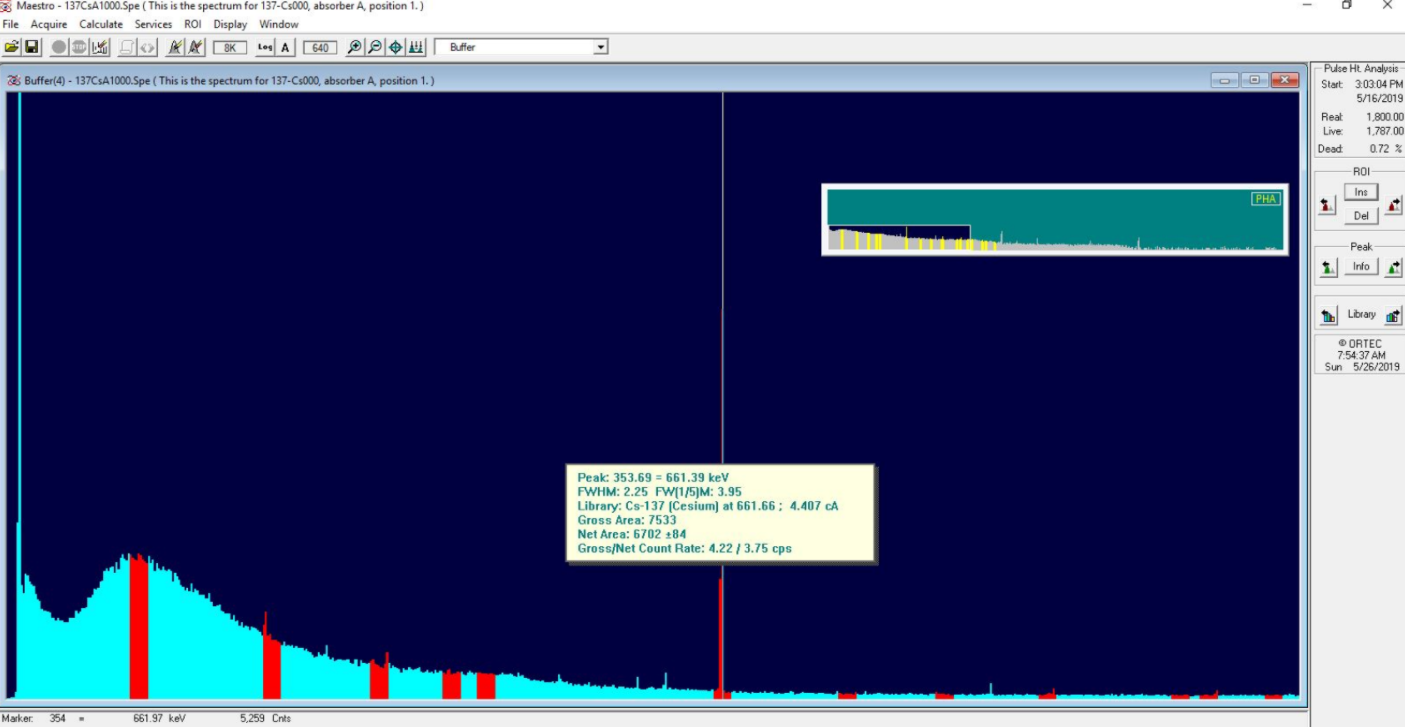 Maestro - 137CsA1000.Spe ( This is the spectrum for 137-Cs000, absorber A, position 1. )
File Acquire Calculate Services ROI Display Window
8K Log A 640 Buffer
Buffer(4) - 137CsA1000.Spe ( This is the spectrum for 137-Cs000, absorber A, position 1. )
PHA
Peak: 353.69 = 661.39 keV
FWHM: 2.25 FW(1/5)M: 3.95
Library: Cs-137 (Cesium) at 661.66 ; 4.407 cA
Gross Area: 7533
Net Area: 6702 ±84
Gross/Net Count Rate: 4.22 / 3.75 cps
Pulse Ht. Analysis
Start: 3:03:04 PM
5/16/2019
Real: 1,800.00
Live: 1,787.00
Dead: 0.72 %
ROI
Ins
Del
Peak
Info
Library
© ORTEC
7:54:37 AM
Sun 5/26/2019
Marker: 354 = 661.97 keV 5,259 Cnts